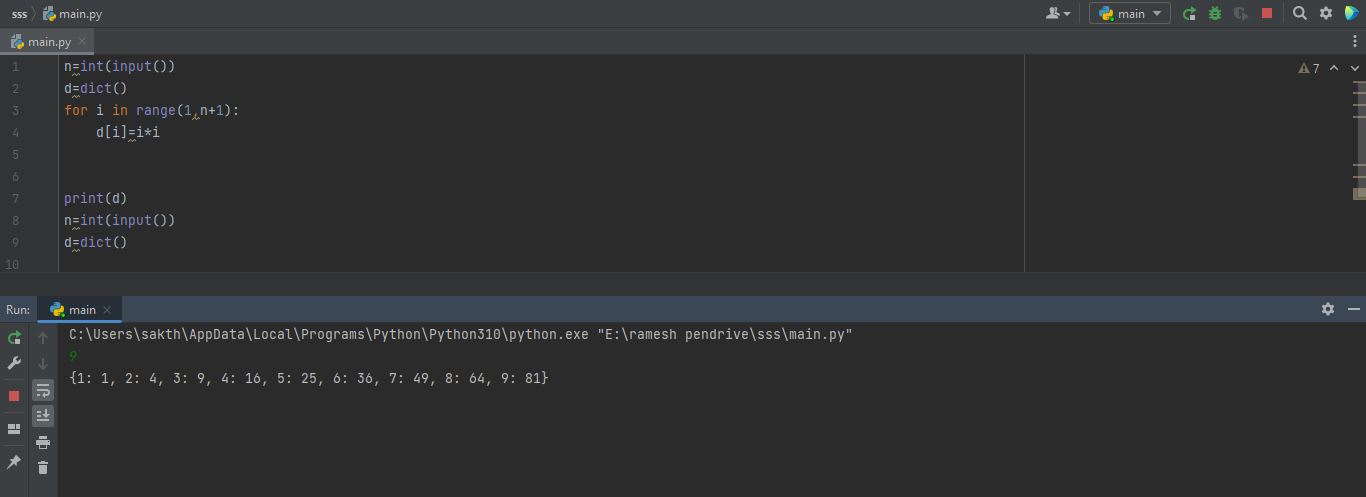 sss main.py
main
main.py
1 n=int(input())
7
2 d=dict()
3 for i in range(1,n+1):
4     d[i]=i*i
5
6
7 print(d)
8 n=int(input())
9 d=dict()
10
Run: main
C:\Users\sakth\AppData\Local\Programs\Python\Python310\python.exe "E:\ramesh pendrive\sss\main.py"
9
{1: 1, 2: 4, 3: 9, 4: 16, 5: 25, 6: 36, 7: 49, 8: 64, 9: 81}